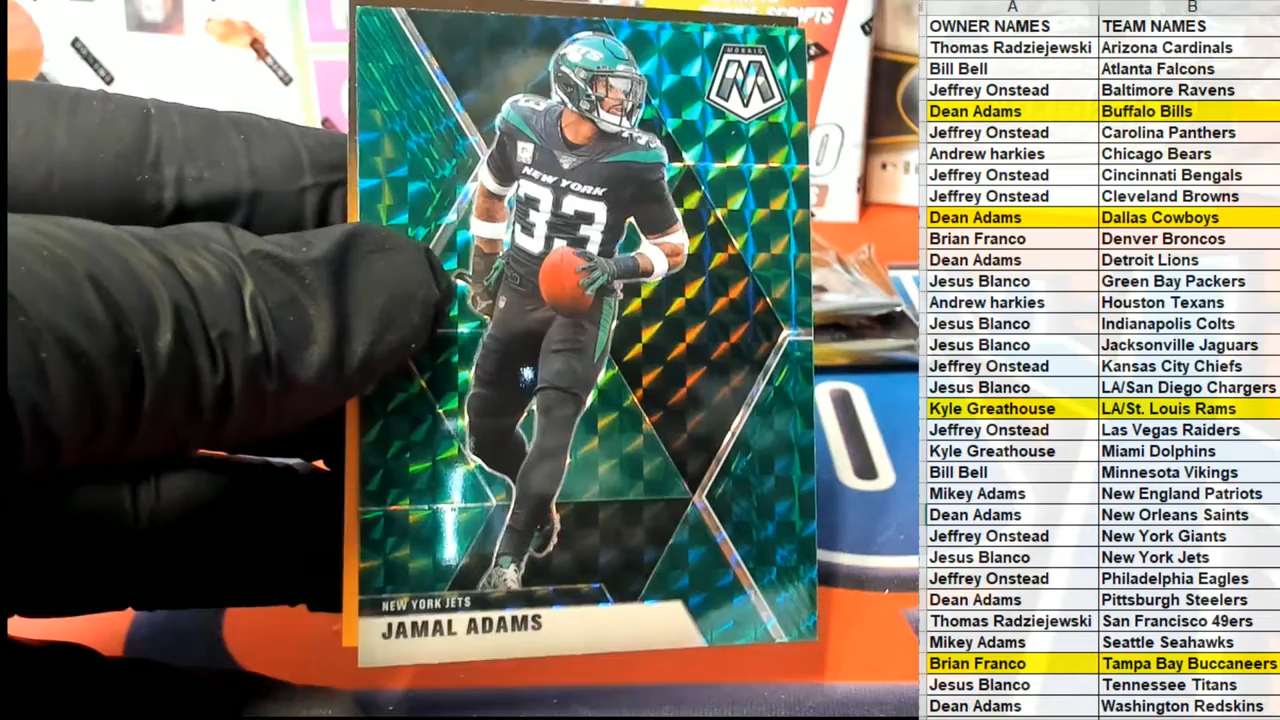 SCRIPTS
MOSAIC
M
JETS
33
NEW YORK
33
NEW YORK JETS
JAMAL ADAMS
0
A B
OWNER NAMES TEAM NAMES
Thomas Radziejewski Arizona Cardinals
Bill Bell Atlanta Falcons
Jeffrey Onstead Baltimore Ravens
Dean Adams Buffalo Bills
Jeffrey Onstead Carolina Panthers
Andrew harkies Chicago Bears
Jeffrey Onstead Cincinnati Bengals
Jeffrey Onstead Cleveland Browns
Dean Adams Dallas Cowboys
Brian Franco Denver Broncos
Dean Adams Detroit Lions
Jesus Blanco Green Bay Packers
Andrew harkies Houston Texans
Jesus Blanco Indianapolis Colts
Jesus Blanco Jacksonville Jaguars
Jeffrey Onstead Kansas City Chiefs
Jesus Blanco LA/San Diego Chargers
Kyle Greathouse LA/St. Louis Rams
Jeffrey Onstead Las Vegas Raiders
Kyle Greathouse Miami Dolphins
Bill Bell Minnesota Vikings
Mikey Adams New England Patriots
Dean Adams New Orleans Saints
Jeffrey Onstead New York Giants
Jesus Blanco New York Jets
Jeffrey Onstead Philadelphia Eagles
Dean Adams Pittsburgh Steelers
Thomas Radziejewski San Francisco 49ers
Mikey Adams Seattle Seahawks
Brian Franco Tampa Bay Buccaneers
Jesus Blanco Tennessee Titans
Dean Adams Washington Redskins